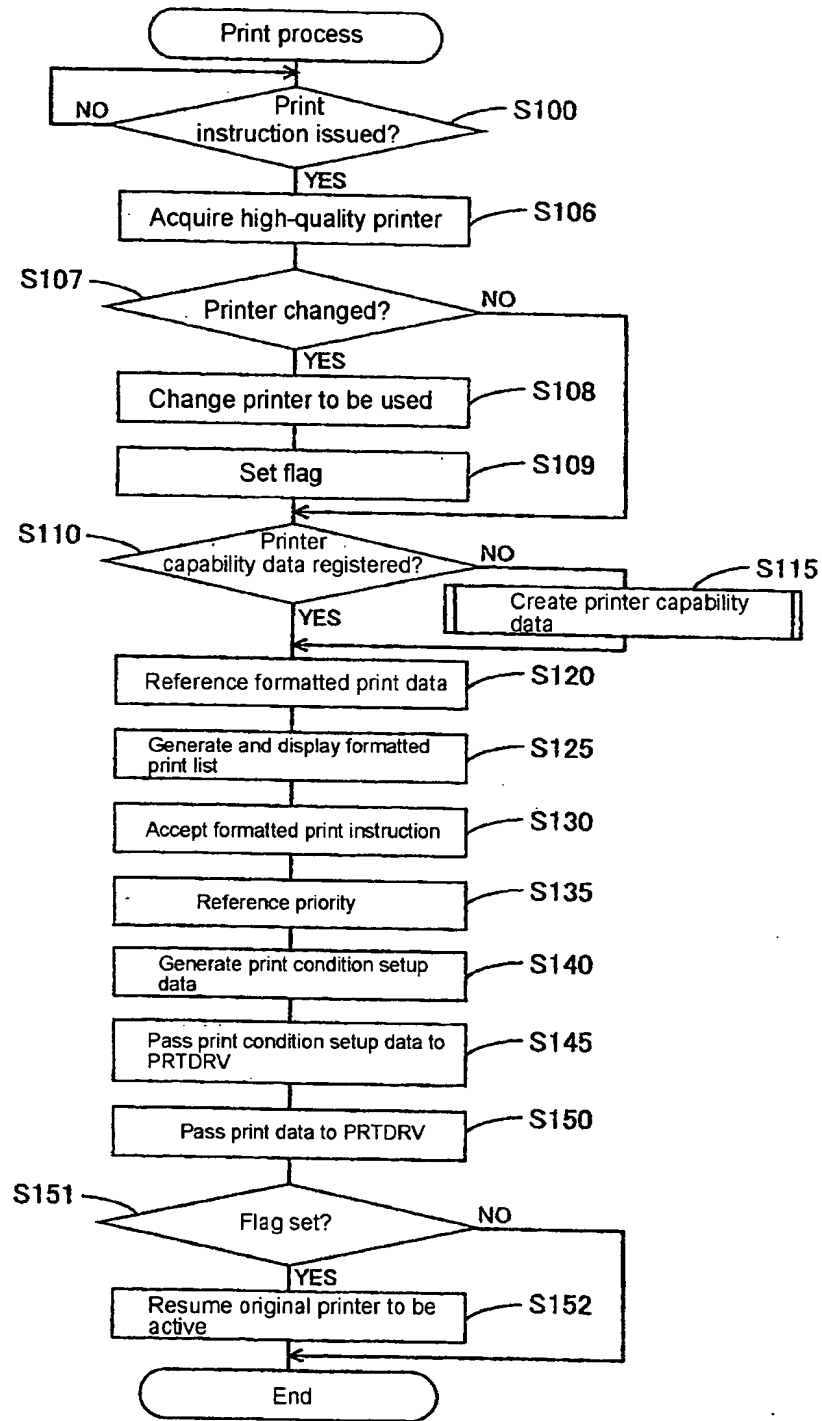 Print process
NO
Print
instruction issued?
S100
YES
Acquire high-quality printer
S106
S107
Printer changed?
NO
YES
Change printer to be used
S108
Set flag
S109
S110
Printer
capability data registered?
NO
S115
YES
Create printer capability
data
Reference formatted print data
S120
Generate and display formatted
print list
S125
Accept formatted print instruction
S130
Reference priority
S135
Generate print condition setup
data
S140
Pass print condition setup data to
PRTDRV
S145
Pass print data to PRTDRV
S150
S151
Flag set?
NO
YES
Resume original printer to be
active
S152
End